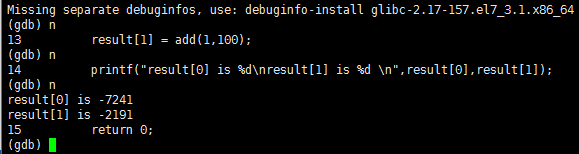 Missing separate debuginfos, use: debuginfo-install glibc-2.17-157.el7_3.1.x86_64
(gdb) n
13          result[1] = add(1,100);
(gdb) n
14          printf("result[0] is %d\nresult[1] is %d \n",result[0],result[1]);
(gdb) n
result[0] is -7241
result[1] is -2191
15          return 0;
(gdb)